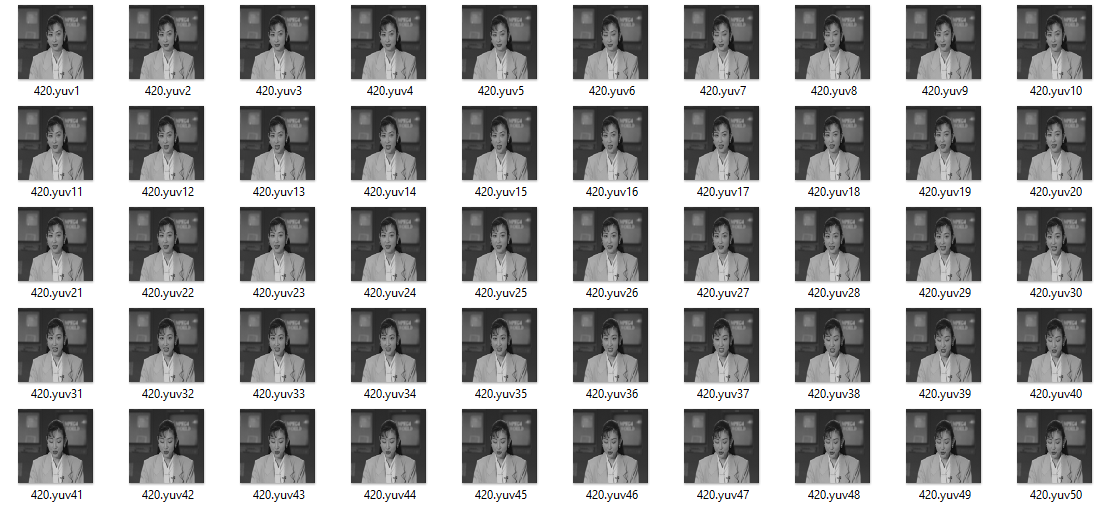 420.yuv1 420.yuv2 420.yuv3 420.yuv4 420.yuv5 420.yuv6 420.yuv7 420.yuv8 420.yuv9 420.yuv10
420.yuv11 420.yuv12 420.yuv13 420.yuv14 420.yuv15 420.yuv16 420.yuv17 420.yuv18 420.yuv19 420.yuv20
420.yuv21 420.yuv22 420.yuv23 420.yuv24 420.yuv25 420.yuv26 420.yuv27 420.yuv28 420.yuv29 420.yuv30
420.yuv31 420.yuv32 420.yuv33 420.yuv34 420.yuv35 420.yuv36 420.yuv37 420.yuv38 420.yuv39 420.yuv40
420.yuv41 420.yuv42 420.yuv43 420.yuv44 420.yuv45 420.yuv46 420.yuv47 420.yuv48 420.yuv49 420.yuv50